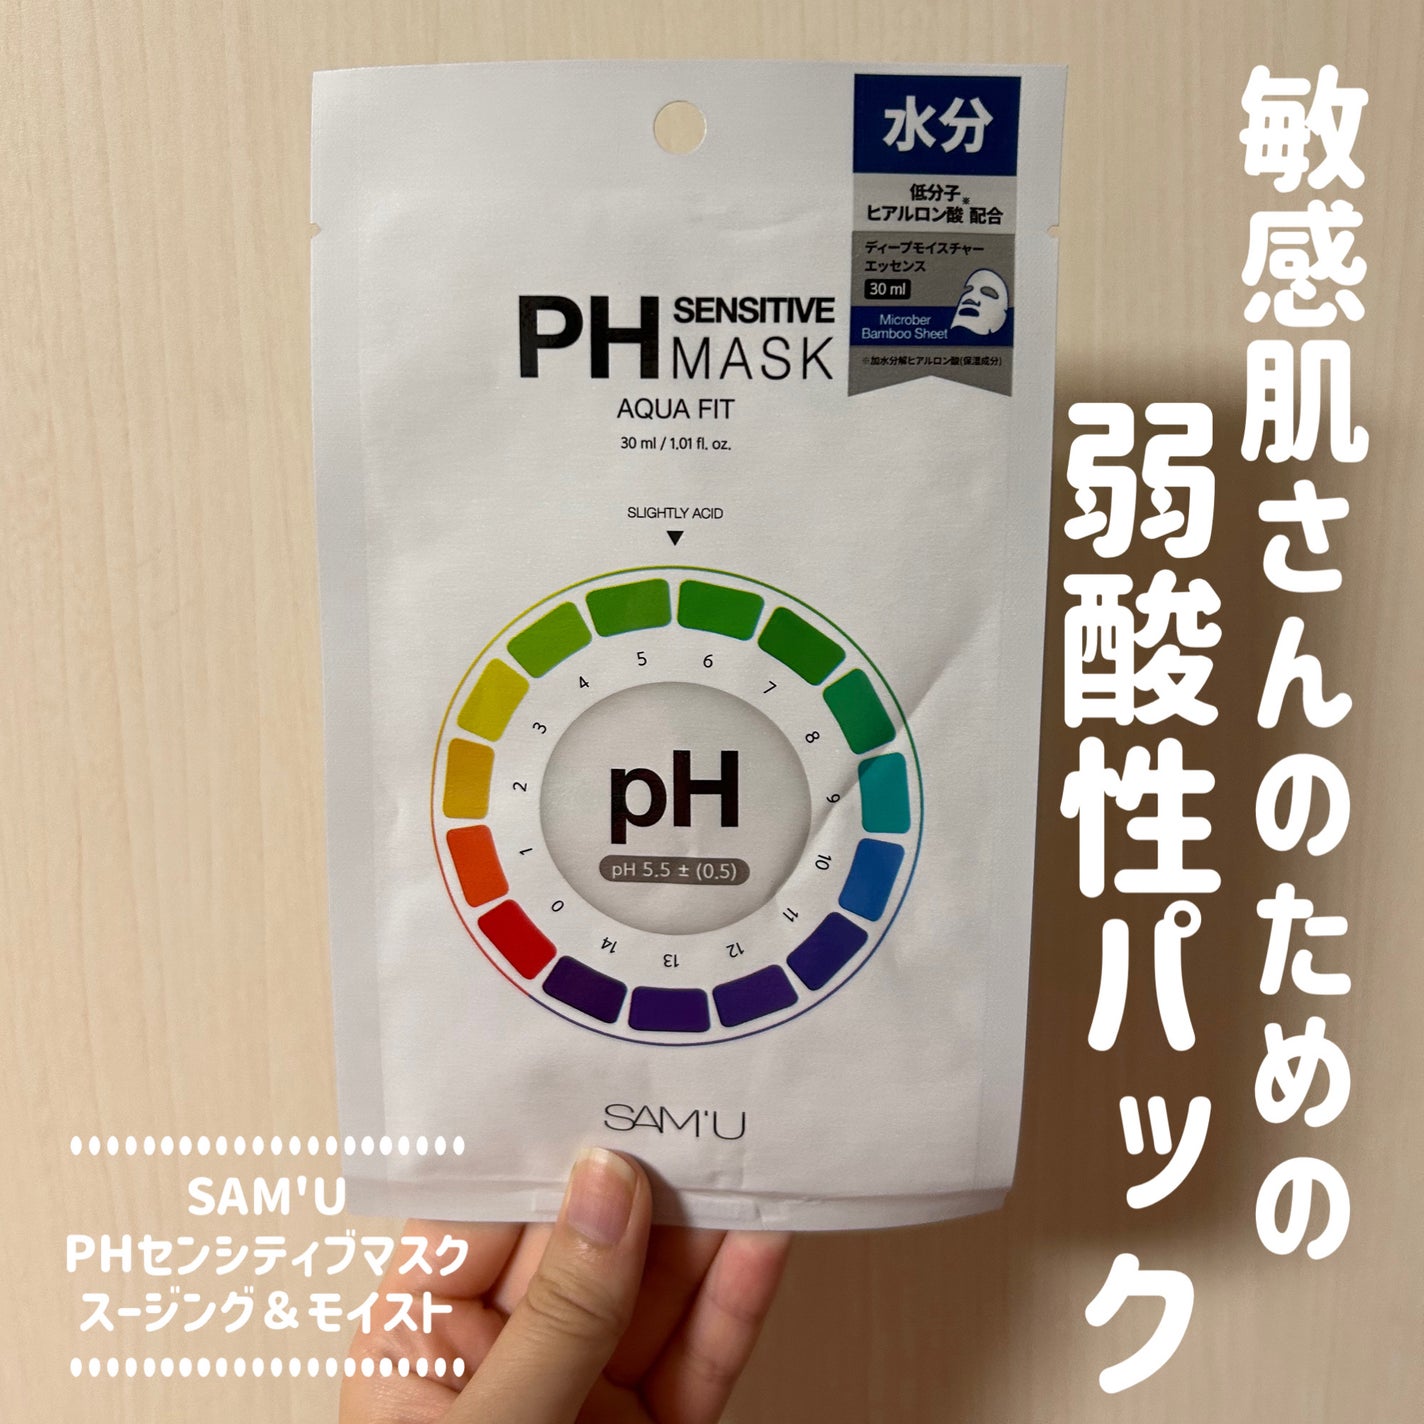 敏感肌さんのための
弱酸性パック
水分
低分子※
ヒアルロン酸 配合
ディープモイスチャー
エッセンス
30 ml
Microber
Bamboo Sheet
※加水分解ヒアルロン酸(保湿成分)
PH SENSITIVE
MASK
AQUA FIT
30 ml / 1.01 fl. oz.
SLIGHTLY ACID
▼
0
1
2
3
4
5
6
7
8
9
10
11
12
13
14
pH
pH 5.5 ± (0.5)
SAM'U
SAM'U
PHセンシティブマスク
スージング＆モイスト